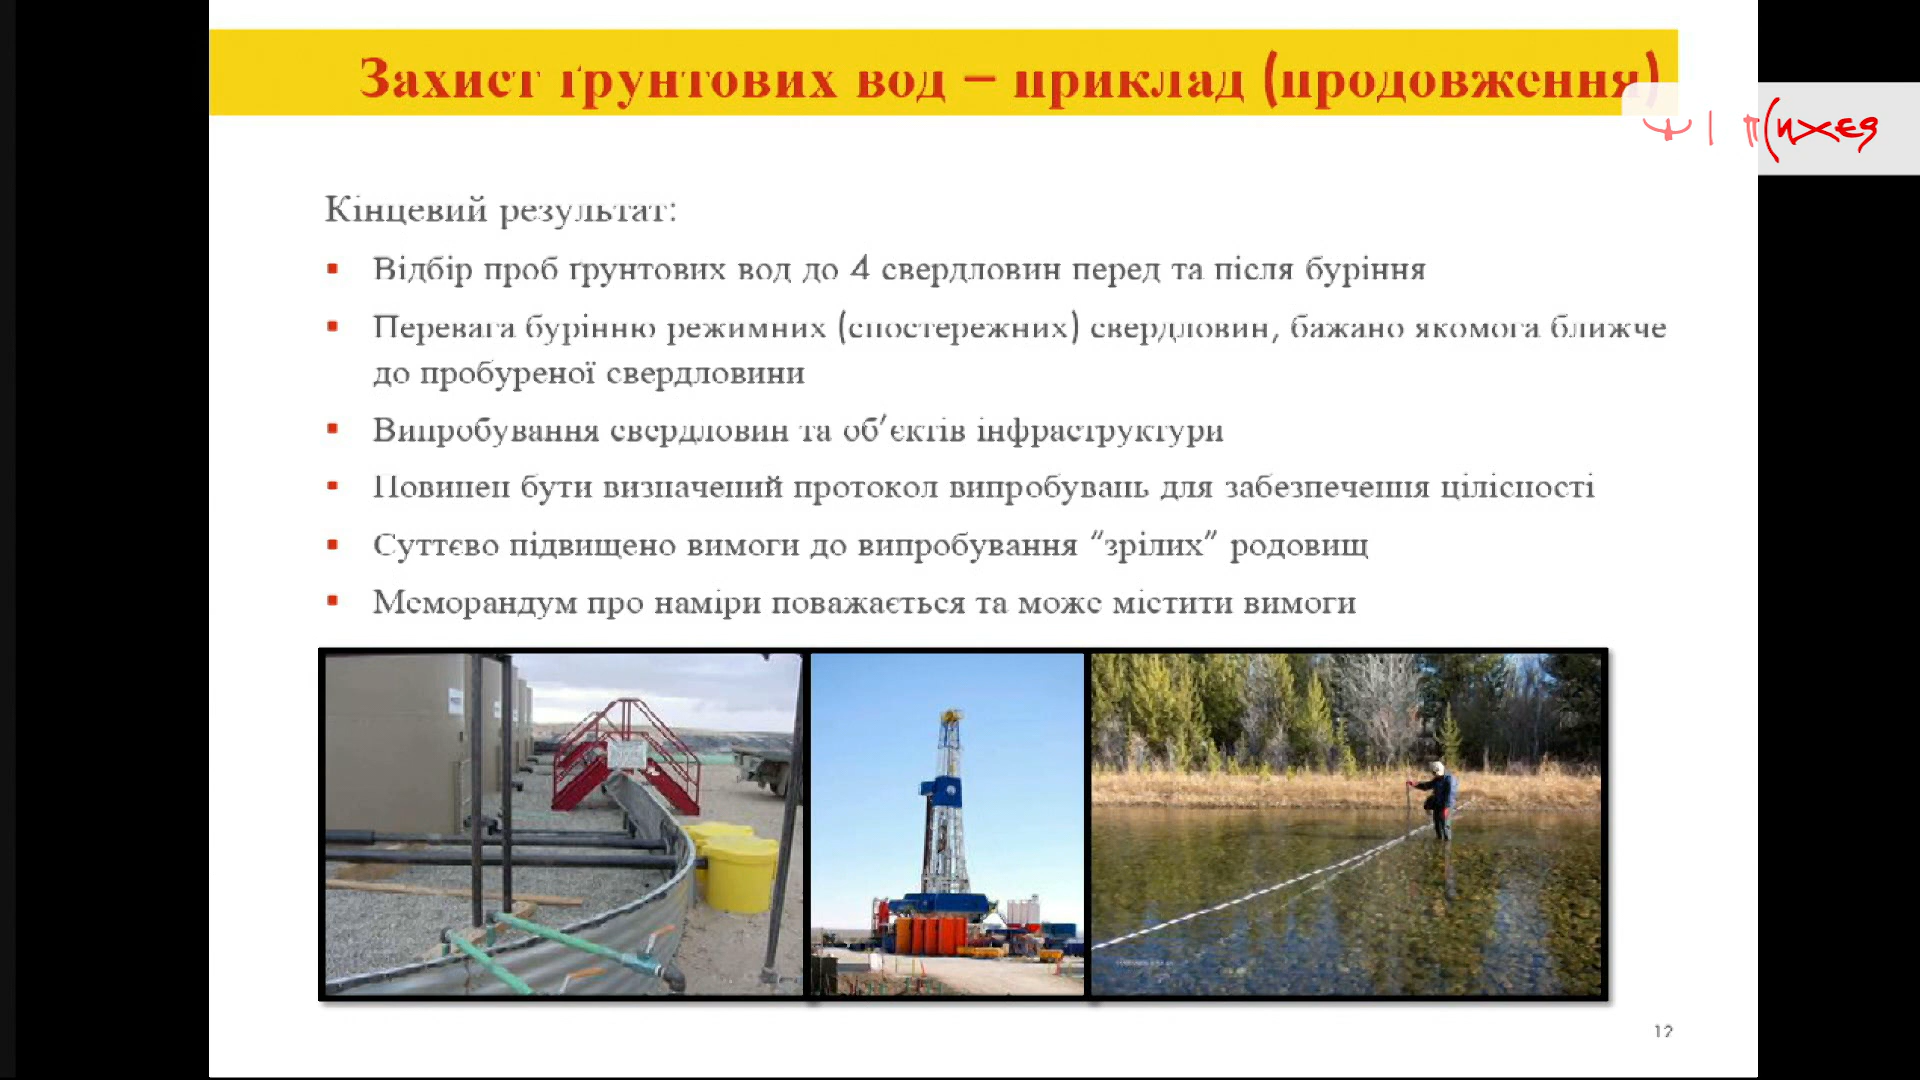 Захист ґрунтових вод – приклад (продовження)
Кінцевий результат:
▪ Відбір проб ґрунтових вод до 4 свердловин перед та після буріння
▪ Перевага бурінню режимних (спостережних) свердловин, бажано якомога ближче
до пробуреної свердловини
▪ Випробування свердловин та об'єктів інфраструктури
▪ Повинен бути визначений протокол випробувань для забезпечення цілісності
▪ Суттєво підвищено вимоги до випробування "зрілих" родовищ
▪ Меморандум про наміри поважається та може містити вимоги
12